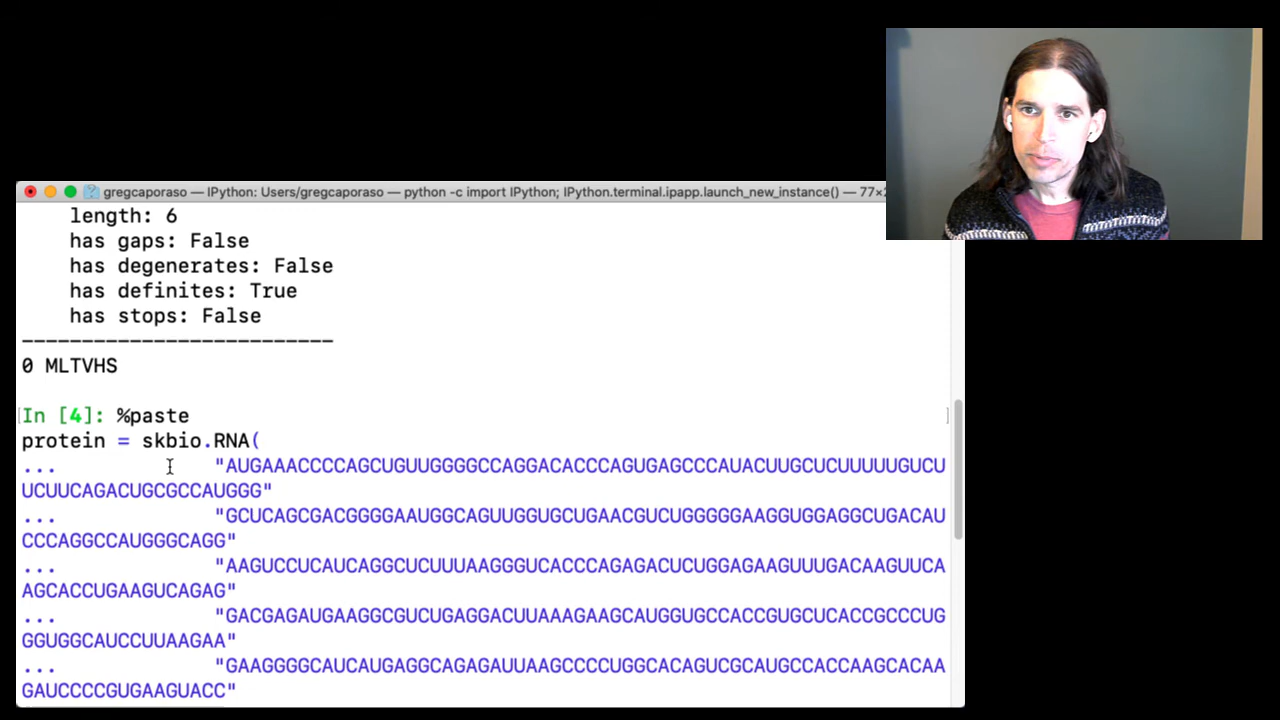 gregcaporaso — IPython: Users/gregcaporaso — python -c import IPython; IPython.terminal.ipapp.launch_new_instance() — 77×2
length: 6
has gaps: False
has degenerates: False
has definites: True
has stops: False
--------------------------
0 MLTVHS
In [4]: %paste
protein = skbio.RNA(
... "AUGAAACCCCAGCUGUUGGGGCCAGGACACCCAGUGAGCCCAUACUUGCUCUUUUUGUCU
UCUUCAGACUGCGCCAUGGG"
... "GCUCAGCGACGGGGAAUGGCAGUUGGUGCUGAACGUCUGGGGGAAGGUGGAGGCUGACAU
CCCAGGCCAUGGGCAGG"
... "AAGUCCUCAUCAGGCUCUUUAAGGGUCACCCAGAGACUCUGGAGAAGUUUGACAAGUUCA
AGCACCUGAAGUCAGAG"
... "GACGAGAUGAAGGCGUCUGAGGACUUAAAGAAGCAUGGUGCCACCGUGCUCACCGCCCUG
GGUGGCAUCCUUAAGAA"
... "GAAGGGGCAUCAUGAGGCAGAGAUUAAGCCCCUGGCACAGUCGCAUGCCACCAAGCACAA
GAUCCCCGUGAAGUACC"